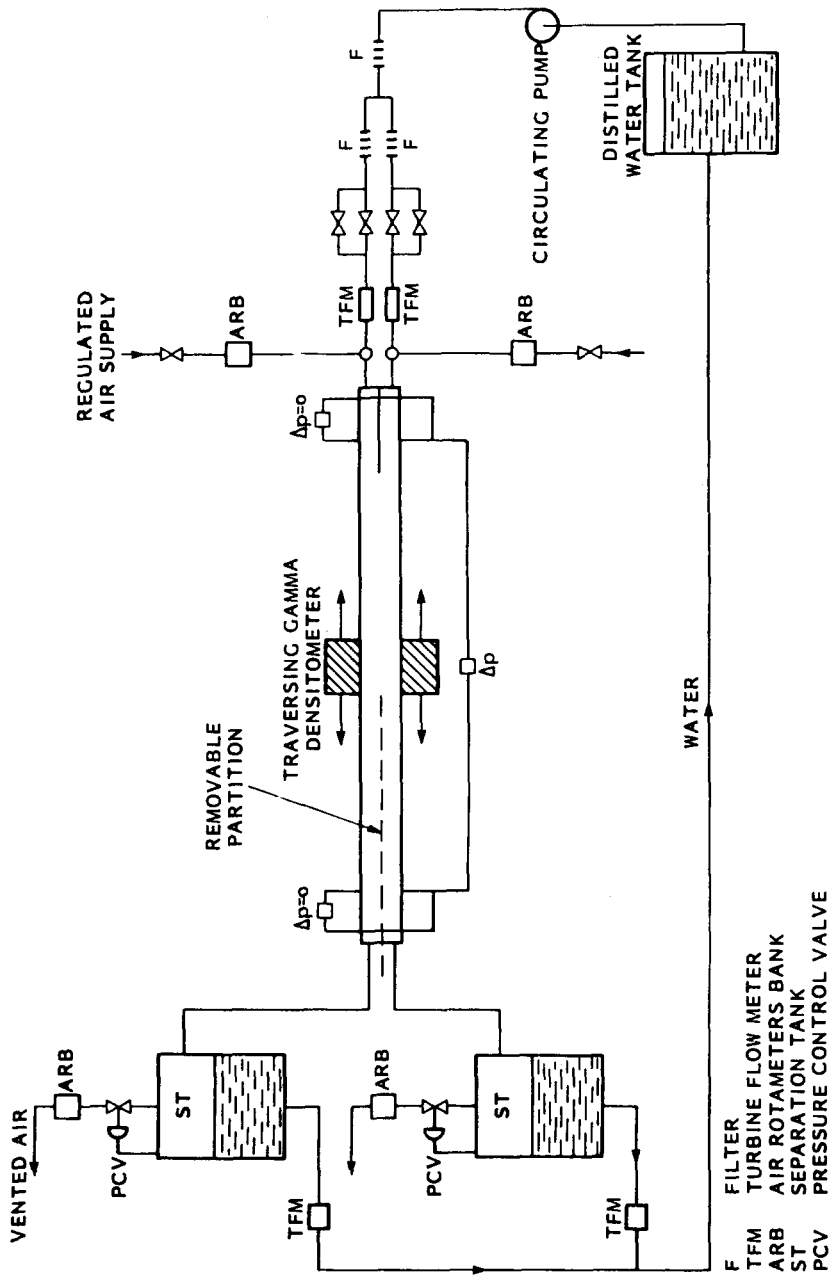 VENTED AIR
ARB
PCV
ST
TFM
ARB
PCV
ST
TFM
REMOVABLE
PARTITION
TRAVERSING GAMMA
DENSITOMETER
Δp=0
Δp
Δp=0
REGULATED
AIR SUPPLY
ARB
ARB
TFM
TFM
F
F
F
CIRCULATING PUMP
DISTILLED
WATER TANK
WATER
F FILTER
TFM TURBINE FLOW METER
ARB AIR ROTAMETERS BANK
ST SEPARATION TANK
PCV PRESSURE CONTROL VALVE